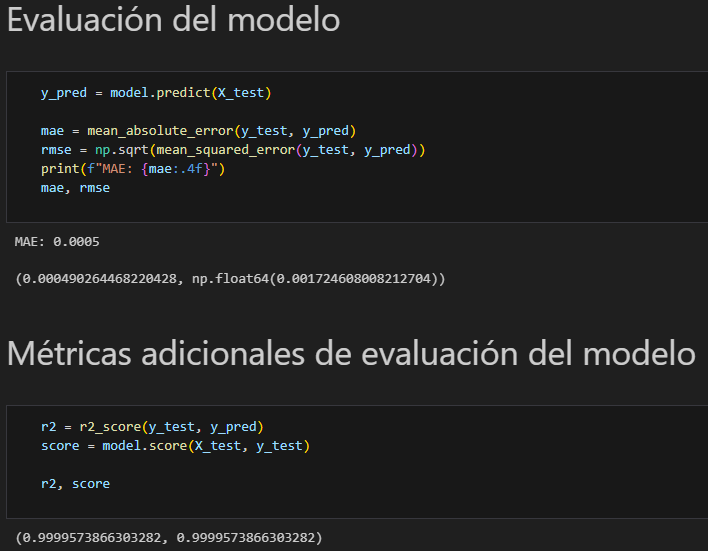 Evaluación del modelo
y_pred = model.predict(X_test)
mae = mean_absolute_error(y_test, y_pred)
rmse = np.sqrt(mean_squared_error(y_test, y_pred))
print(f"MAE: {mae:.4f}")
mae, rmse
MAE: 0.0005
(0.000490264468220428, np.float64(0.001724608008212704))
Métricas adicionales de evaluación del modelo
r2 = r2_score(y_test, y_pred)
score = model.score(X_test, y_test)
r2, score
(0.9999573866303282, 0.9999573866303282)